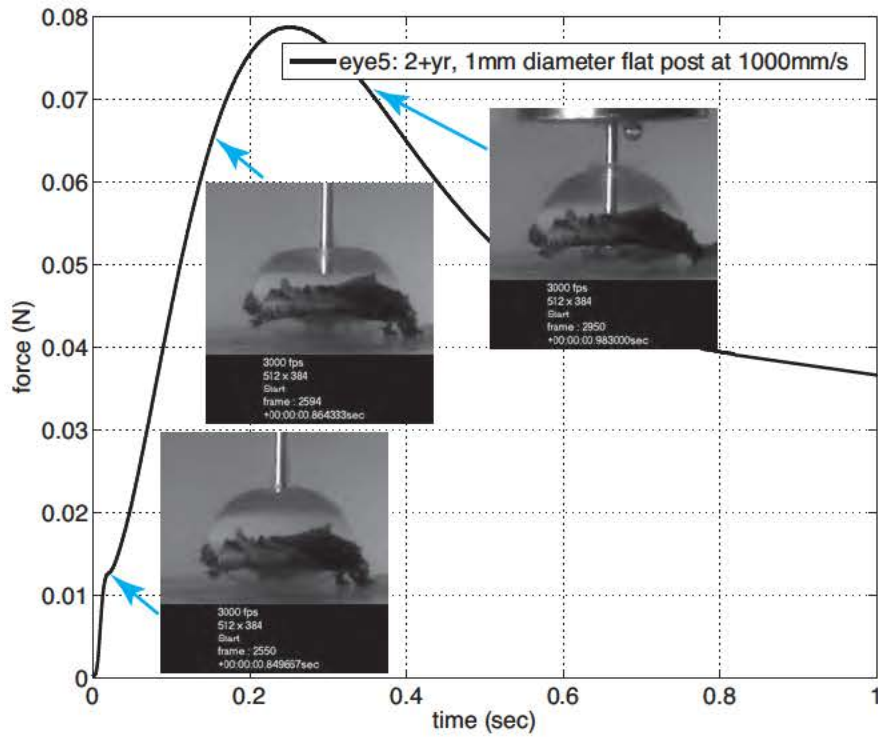 0.08
0.07
0.06
0.05
0.04
0.03
0.02
0.01
0
force (N)
eye5: 2+yr, 1mm diameter flat post at 1000mm/s
3000 fps
512 x 384
Start
frame : 2950
+00:00:00.983000sec
3000 fps
512 x 384
Start
frame : 2594
+00:00:00.864333sec
3000 fps
512 x 384
Start
frame : 2550
+00:00:00.849667sec
0 0.2 0.4 0.6 0.8 1
time (sec)